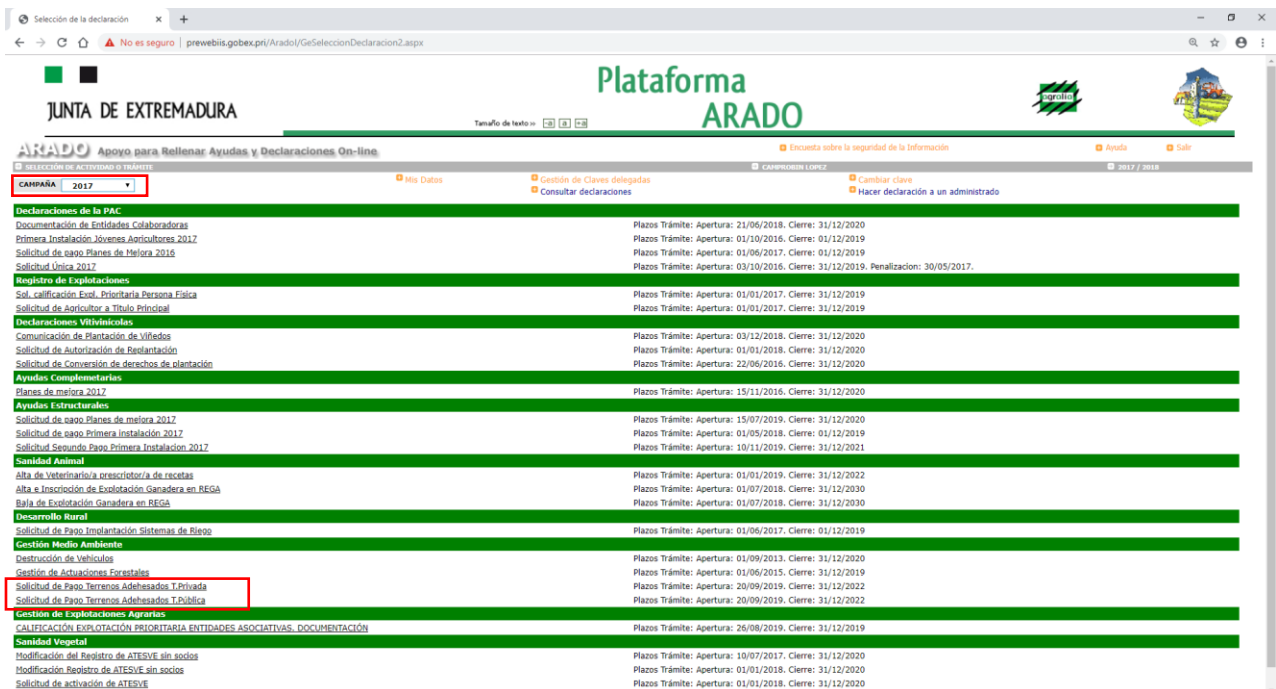 Selección de la declaración
No es seguro | prewebiis.gobex.pri/Aradol/GeSeleccionDeclaracion2.aspx
JUNTA DE EXTREMADURA
Plataforma
ARADO
agrolio
Tamaño de texto » -a a +a
ARADO Apoyo para Rellenar Ayudas y Declaraciones On-line
Encuesta sobre la seguridad de la Información
Ayuda
Salir
SELECCIÓN DE ACTIVIDAD O TRÁMITE CAMPROBIN LOPEZ 2017 / 2018
CAMPAÑA 2017
Mis Datos Gestión de Claves delegadas Cambiar clave
Consultar declaraciones Hacer declaración a un administrado
Declaraciones de la PAC
Documentación de Entidades Colaboradoras Plazos Trámite: Apertura: 21/06/2018. Cierre: 31/12/2020
Primera Instalación Jóvenes Agricultores 2017 Plazos Trámite: Apertura: 01/10/2016. Cierre: 01/12/2019
Solicitud de pago Planes de Mejora 2016 Plazos Trámite: Apertura: 01/06/2017. Cierre: 01/12/2019
Solicitud Única 2017 Plazos Trámite: Apertura: 03/10/2016. Cierre: 31/12/2019. Penalizacion: 30/05/2017.
Registro de Explotaciones
Sol. calificación Expl. Prioritaria Persona Física Plazos Trámite: Apertura: 01/01/2017. Cierre: 31/12/2019
Solicitud de Agricultor a Titulo Principal Plazos Trámite: Apertura: 01/01/2017. Cierre: 31/12/2019
Declaraciones Vitivinícolas
Comunicación de Plantación de Viñedos Plazos Trámite: Apertura: 03/12/2018. Cierre: 31/12/2020
Solicitud de Autorización de Replantación Plazos Trámite: Apertura: 01/01/2018. Cierre: 31/12/2020
Solicitud de Conversión de derechos de plantación Plazos Trámite: Apertura: 22/06/2016. Cierre: 31/12/2020
Ayudas Complemetarias
Planes de mejora 2017 Plazos Trámite: Apertura: 15/11/2016. Cierre: 31/12/2020
Ayudas Estructurales
Solicitud de pago Planes de mejora 2017 Plazos Trámite: Apertura: 15/07/2019. Cierre: 31/12/2020
Solicitud de pago Primera instalación 2017 Plazos Trámite: Apertura: 01/05/2018. Cierre: 01/12/2019
Solicitud Segundo Pago Primera Instalacion 2017 Plazos Trámite: Apertura: 10/11/2019. Cierre: 31/12/2021
Sanidad Animal
Alta de Veterinario/a prescriptor/a de recetas Plazos Trámite: Apertura: 01/01/2019. Cierre: 31/12/2022
Alta e Inscripción de Explotación Ganadera en REGA Plazos Trámite: Apertura: 01/07/2018. Cierre: 31/12/2030
Baja de Explotación Ganadera en REGA Plazos Trámite: Apertura: 01/07/2018. Cierre: 31/12/2030
Desarrollo Rural
Solicitud de Pago Implantación Sistemas de Riego Plazos Trámite: Apertura: 01/06/2017. Cierre: 01/12/2019
Gestión Medio Ambiente
Destrucción de Vehículos Plazos Trámite: Apertura: 01/09/2013. Cierre: 31/12/2020
Gestión de Actuaciones Forestales Plazos Trámite: Apertura: 01/06/2015. Cierre: 31/12/2019
Solicitud de Pago Terrenos Adehesados T.Privada Plazos Trámite: Apertura: 20/09/2019. Cierre: 31/12/2022
Solicitud de Pago Terrenos Adehesados T.Pública Plazos Trámite: Apertura: 20/09/2019. Cierre: 31/12/2022
Gestión de Explotaciones Agrarias
CALIFICACIÓN EXPLOTACIÓN PRIORITARIA ENTIDADES ASOCIATIVAS. DOCUMENTACIÓN Plazos Trámite: Apertura: 26/08/2019. Cierre: 31/12/2019
Sanidad Vegetal
Modificación del Registro de ATESVE sin socios Plazos Trámite: Apertura: 10/07/2017. Cierre: 31/12/2020
Modificación Registro de ATESVE sin socios Plazos Trámite: Apertura: 01/01/2018. Cierre: 31/12/2020
Solicitud de activación de ATESVE Plazos Trámite: Apertura: 01/01/2018. Cierre: 31/12/2020